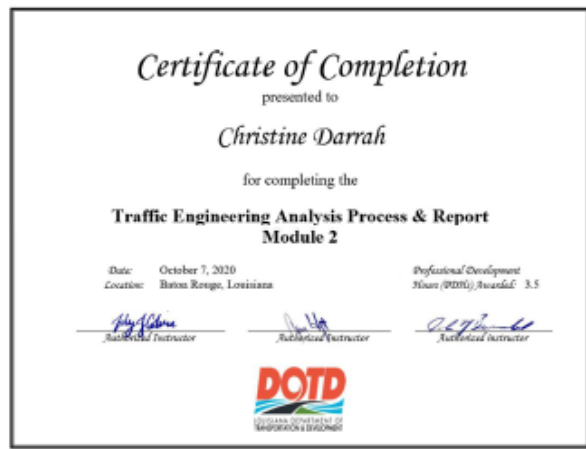 Certificate of Completion
presented to
Christine Darrah
for completing the
Traffic Engineering Analysis Process & Report
Module 2
Date: October 7, 2020
Location: Baton Rouge, Louisiana
Professional Development
Hours (PDHs) Awarded: 3.5
Authorized Instructor
Authorized Instructor
Authorized instructor
DOTD
LOUISIANA DEPARTMENT OF
TRANSPORTATION & DEVELOPMENT